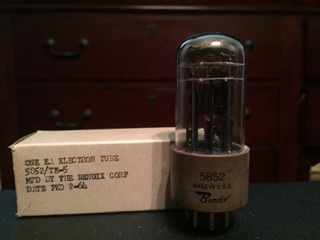 ONE EA ELECTRON TUBE
5852/TE-5
MFD BY THE BENDIX CORP
DATE PKD 2-64
5852
MADE IN U.S.A.
Bendix